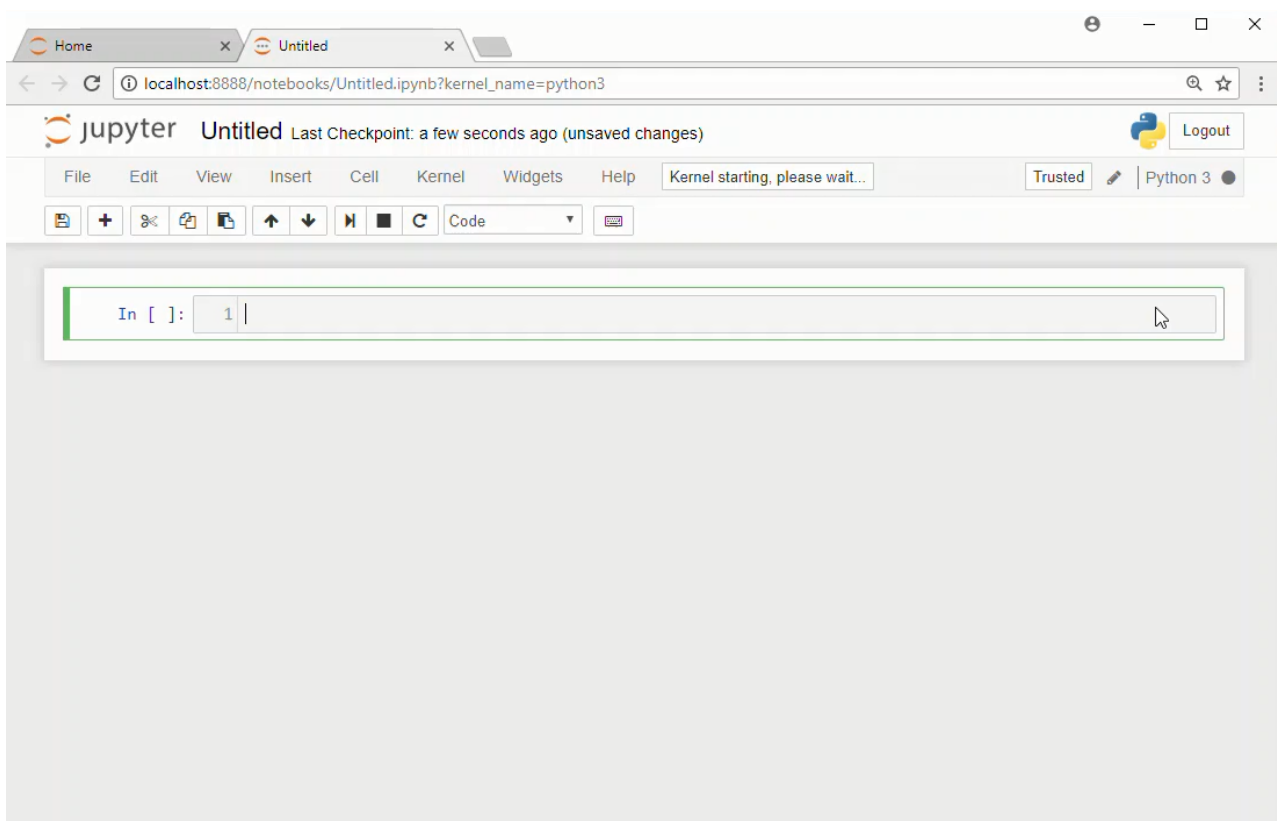 Home Untitled
localhost:8888/notebooks/Untitled.ipynb?kernel_name=python3
jupyter Untitled Last Checkpoint: a few seconds ago (unsaved changes) Logout
File Edit View Insert Cell Kernel Widgets Help Kernel starting, please wait... Trusted Python 3
Code
In [ ]: 1